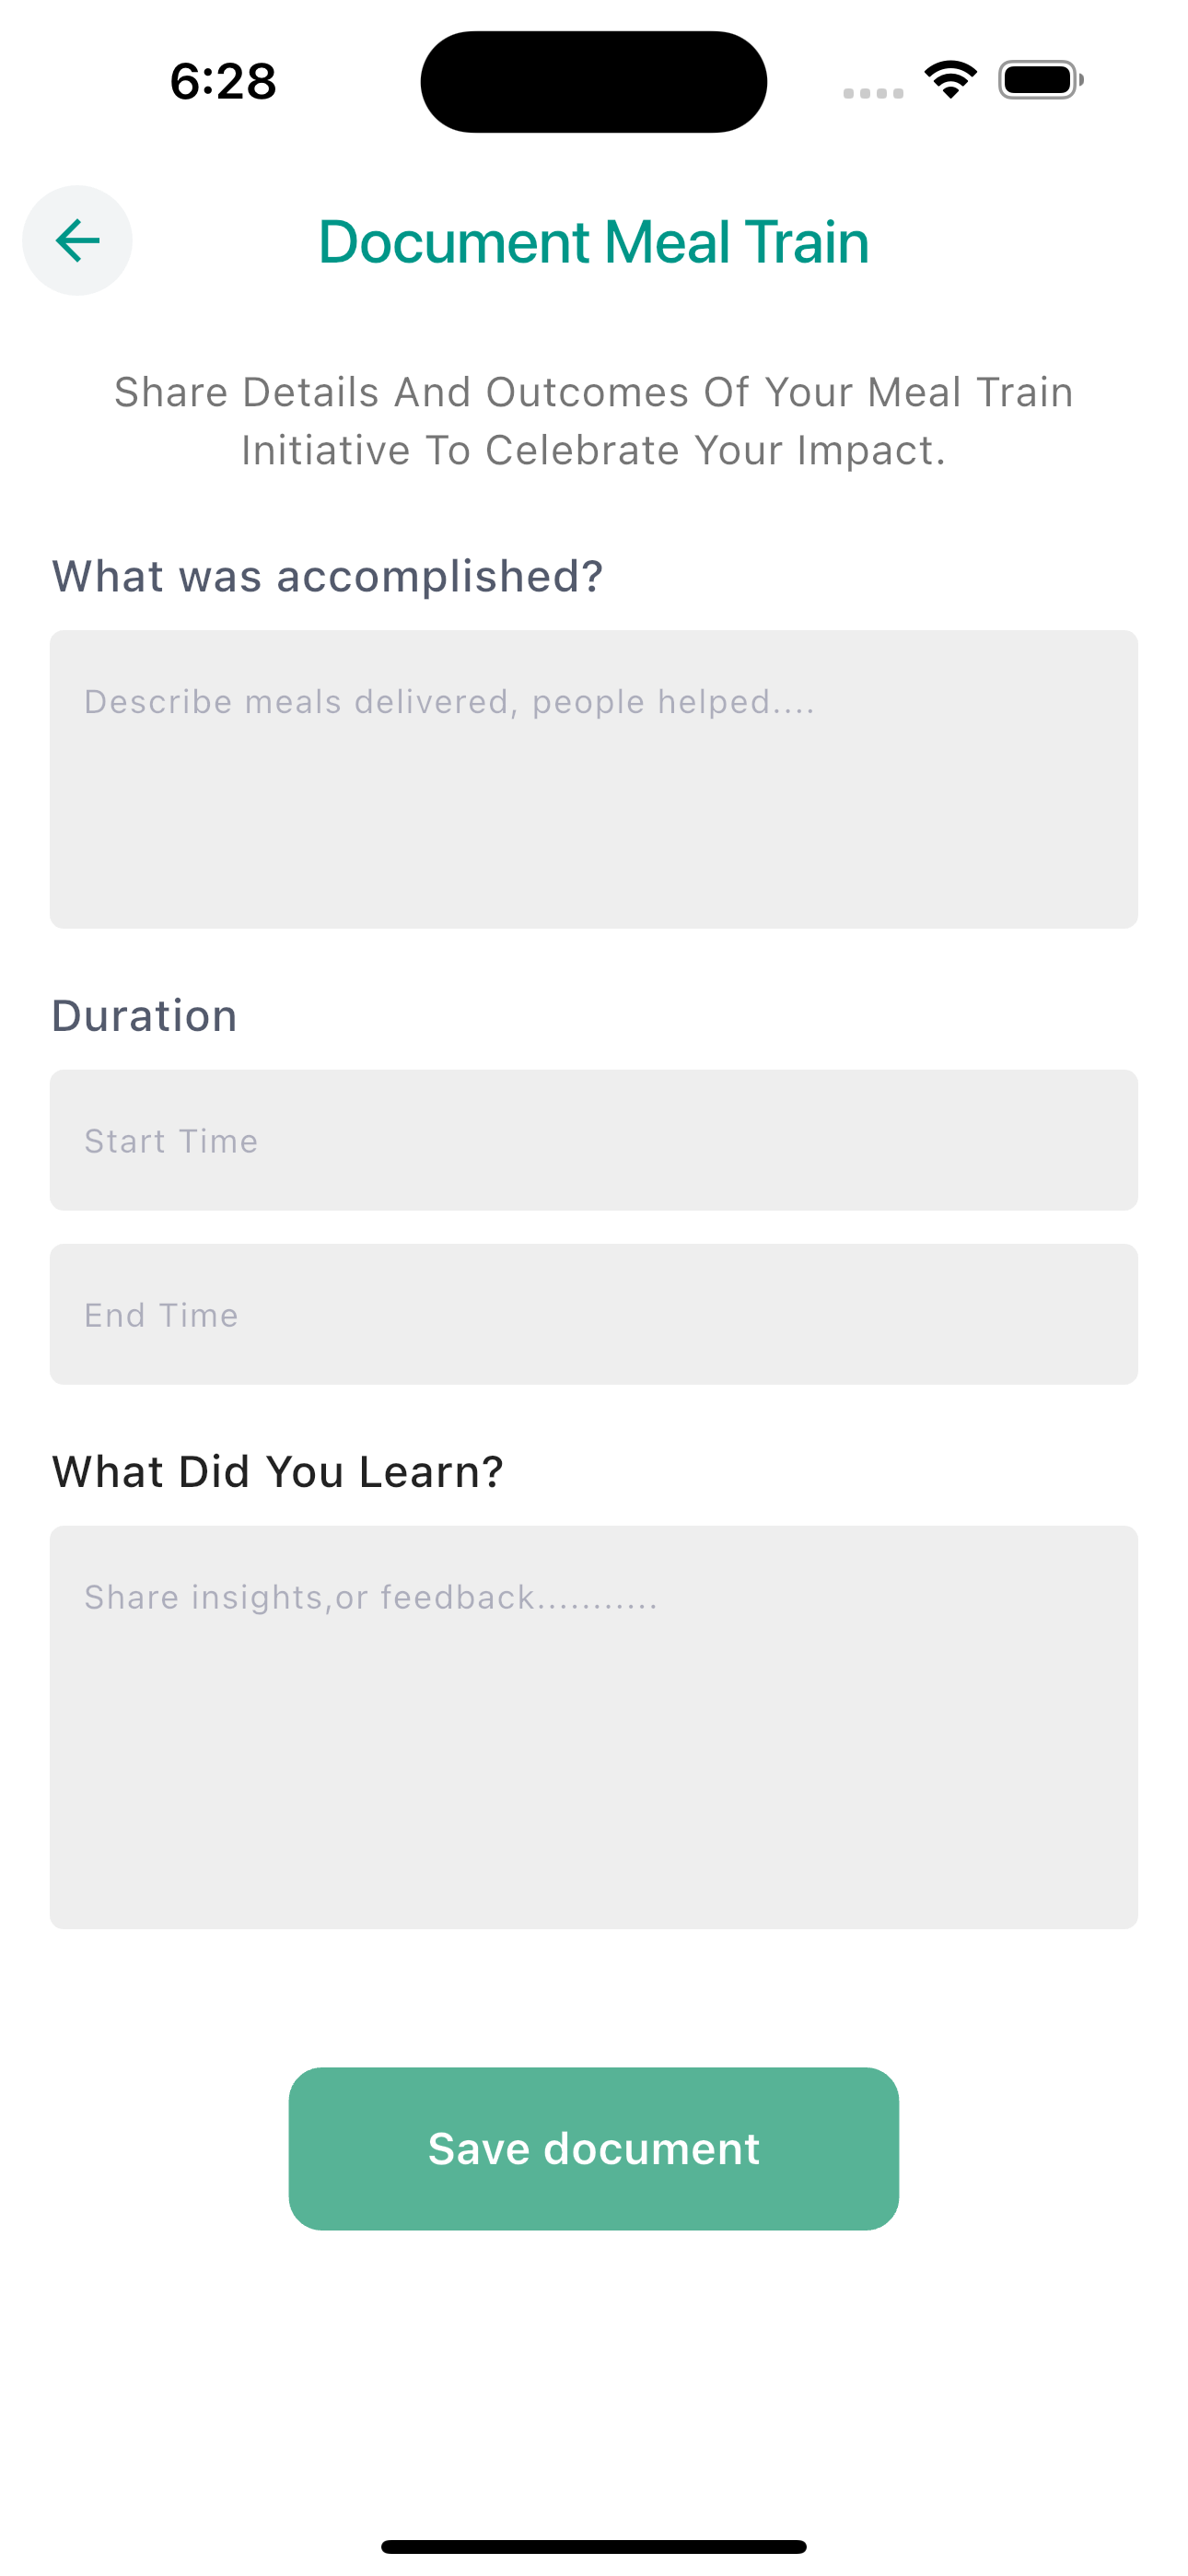 6:28
Document Meal Train
Share Details And Outcomes Of Your Meal Train
Initiative To Celebrate Your Impact.
What was accomplished?
Describe meals delivered, people helped....
Duration
Start Time
End Time
What Did You Learn?
Share insights,or feedback...........
Save document